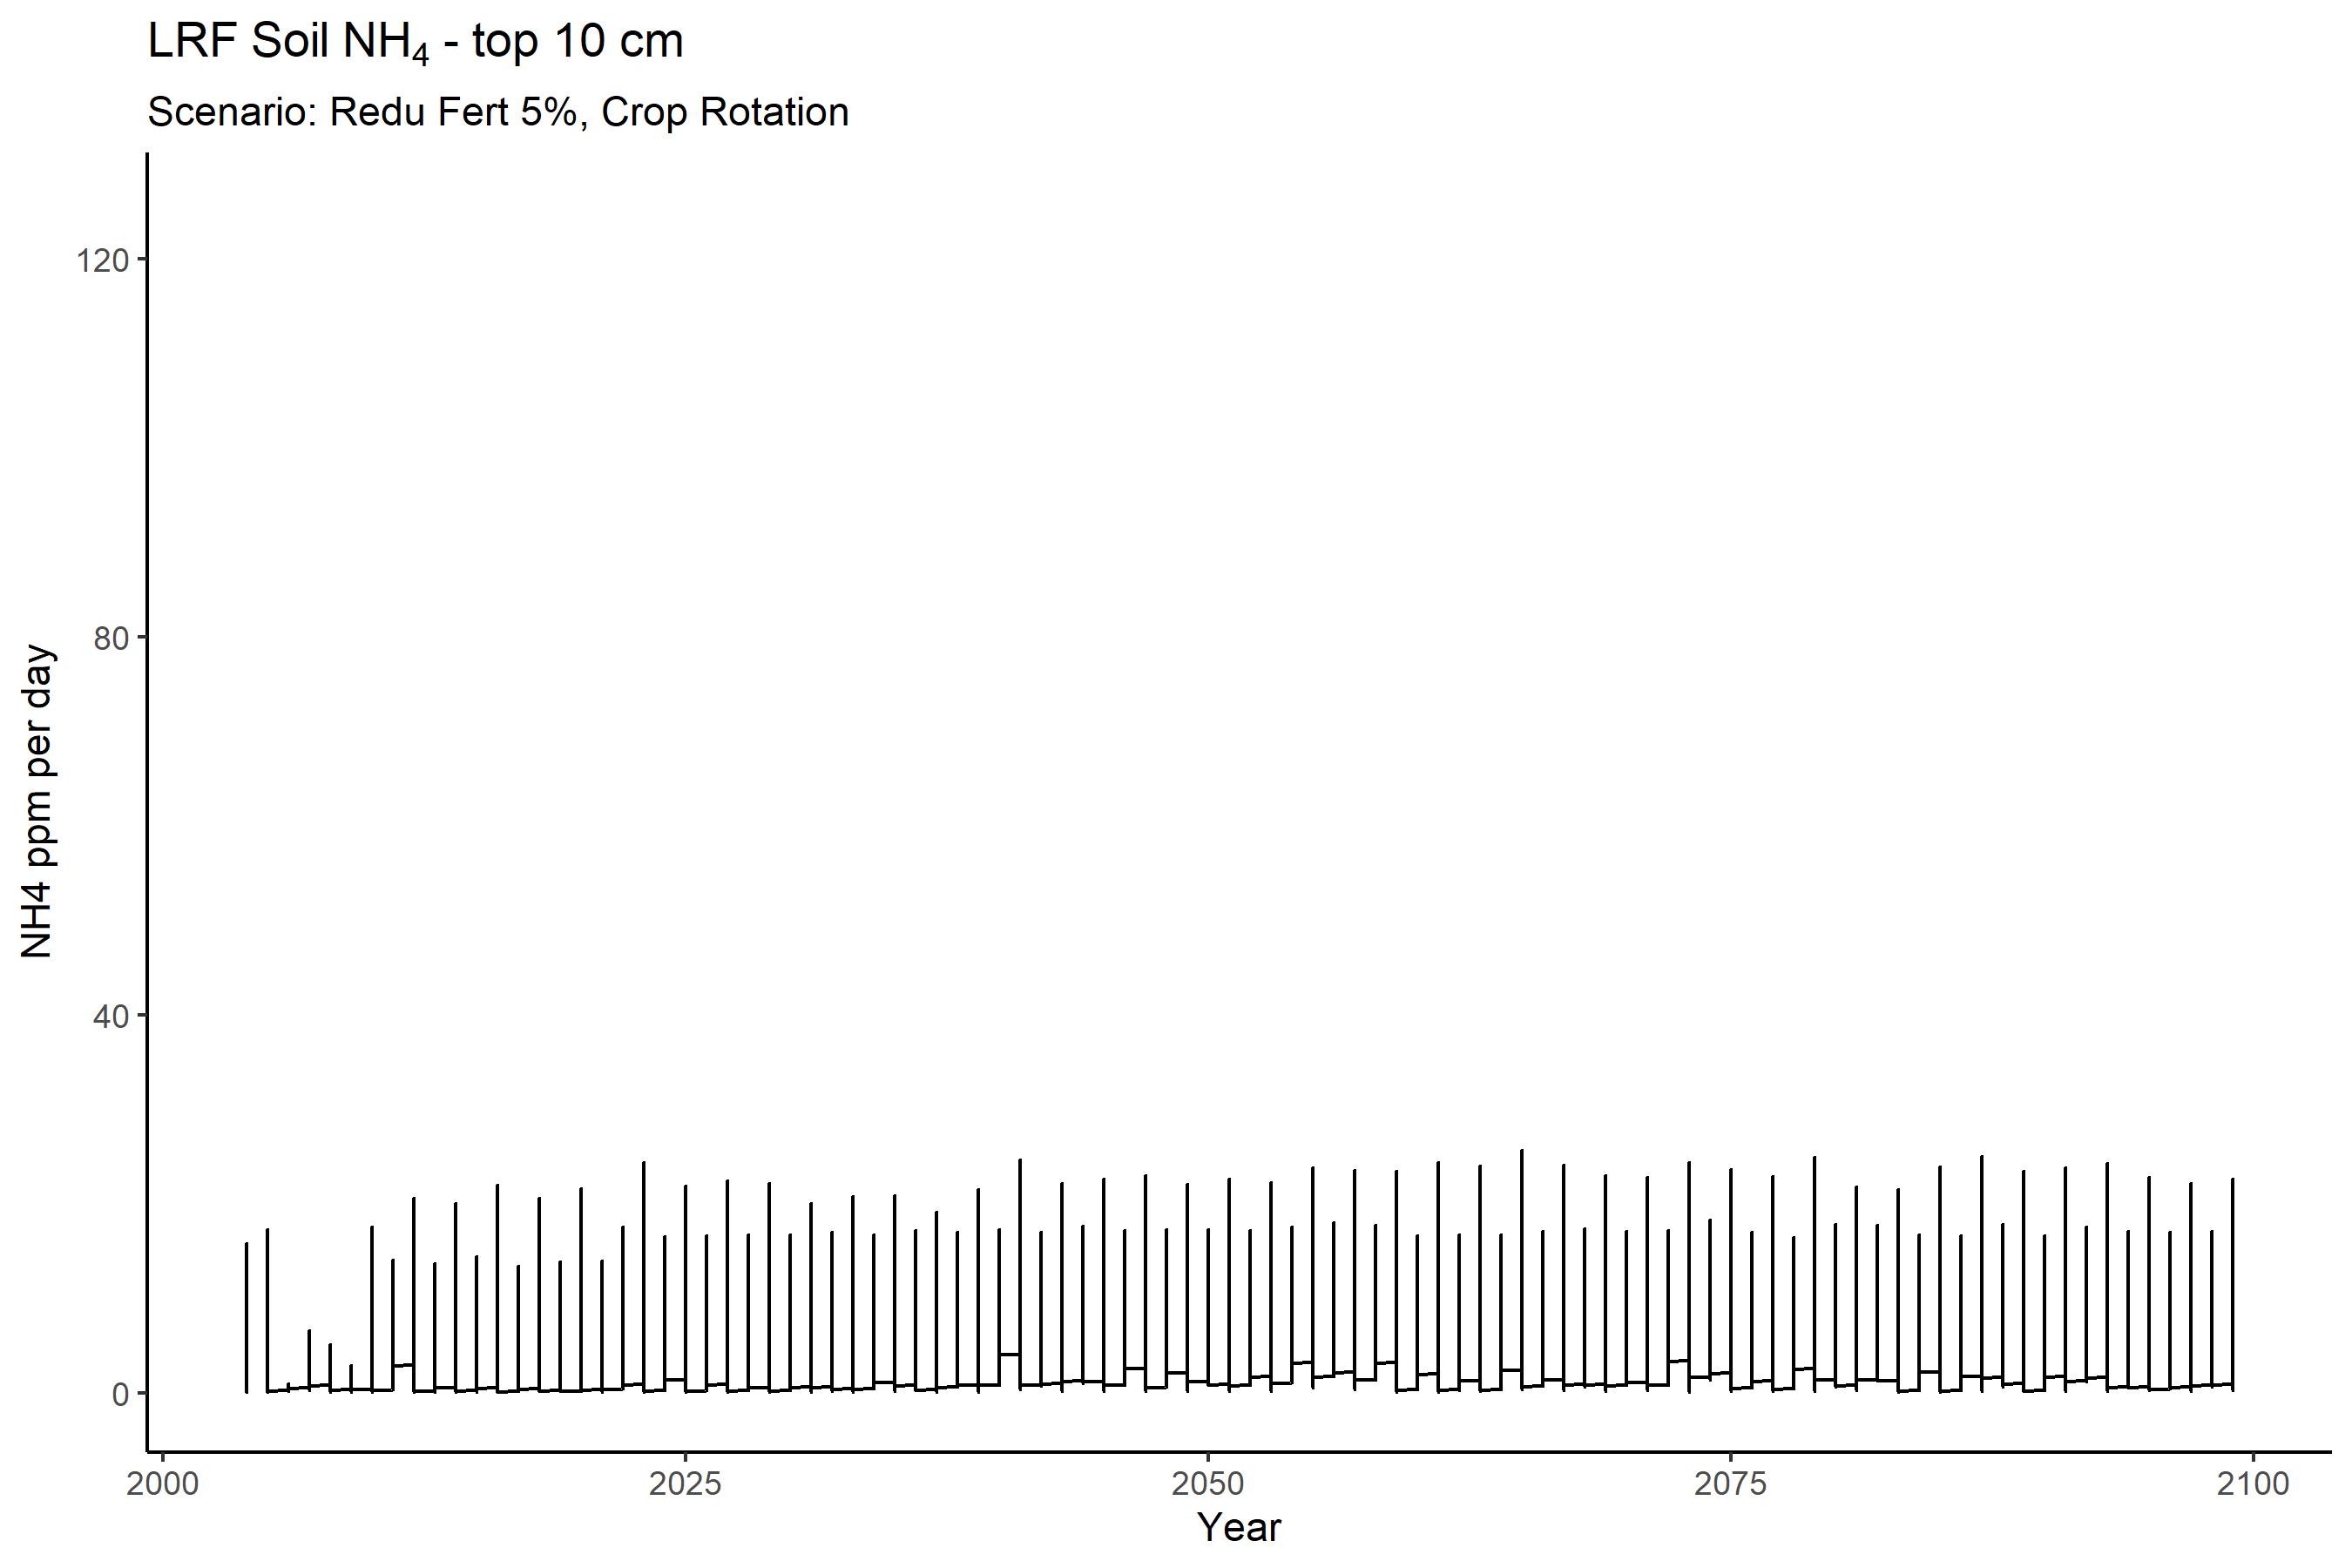 LRF Soil NH₄ - top 10 cm
Scenario: Redu Fert 5%, Crop Rotation
120
80
40
0
NH4 ppm per day
2000 2025 2050 2075 2100
Year